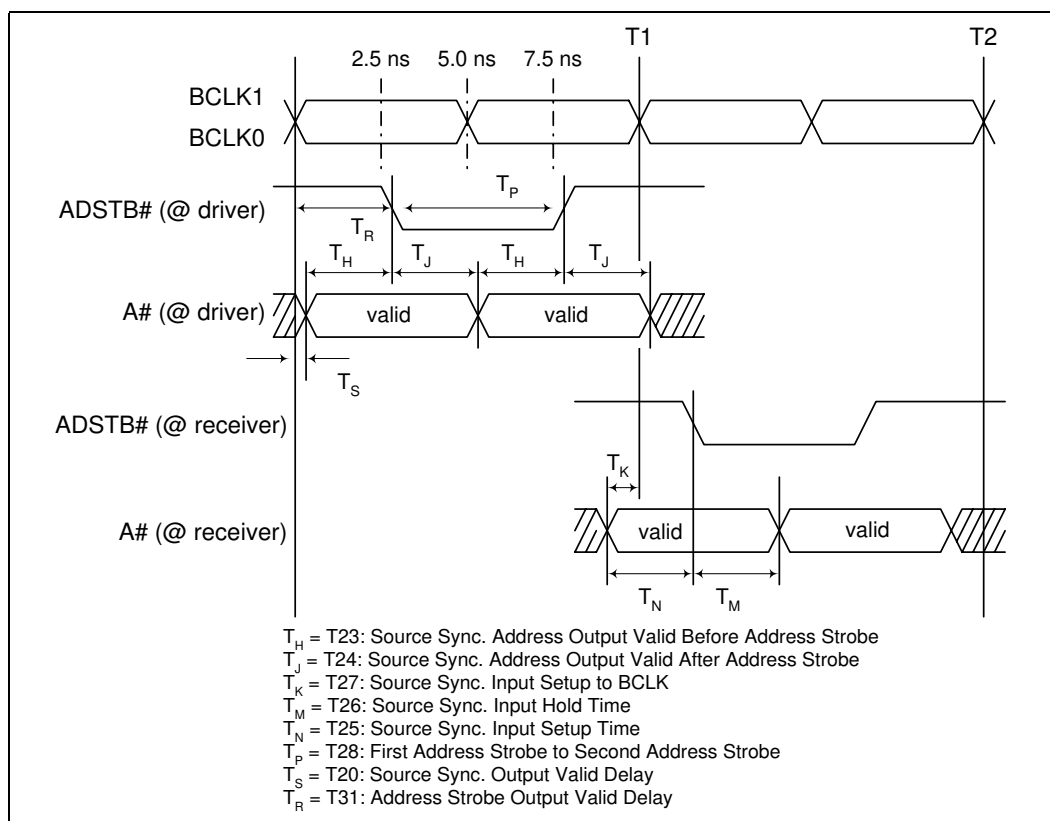 T1 T2
2.5 ns 5.0 ns 7.5 ns
BCLK1
BCLK0
T_P
ADSTB# (@ driver)
T_R
T_H T_J T_H T_J
A# (@ driver) valid valid
T_S
ADSTB# (@ receiver)
T_K
A# (@ receiver) valid valid
T_N T_M
T_H = T23: Source Sync. Address Output Valid Before Address Strobe
T_J = T24: Source Sync. Address Output Valid After Address Strobe
T_K = T27: Source Sync. Input Setup to BCLK
T_M = T26: Source Sync. Input Hold Time
T_N = T25: Source Sync. Input Setup Time
T_P = T28: First Address Strobe to Second Address Strobe
T_S = T20: Source Sync. Output Valid Delay
T_R = T31: Address Strobe Output Valid Delay